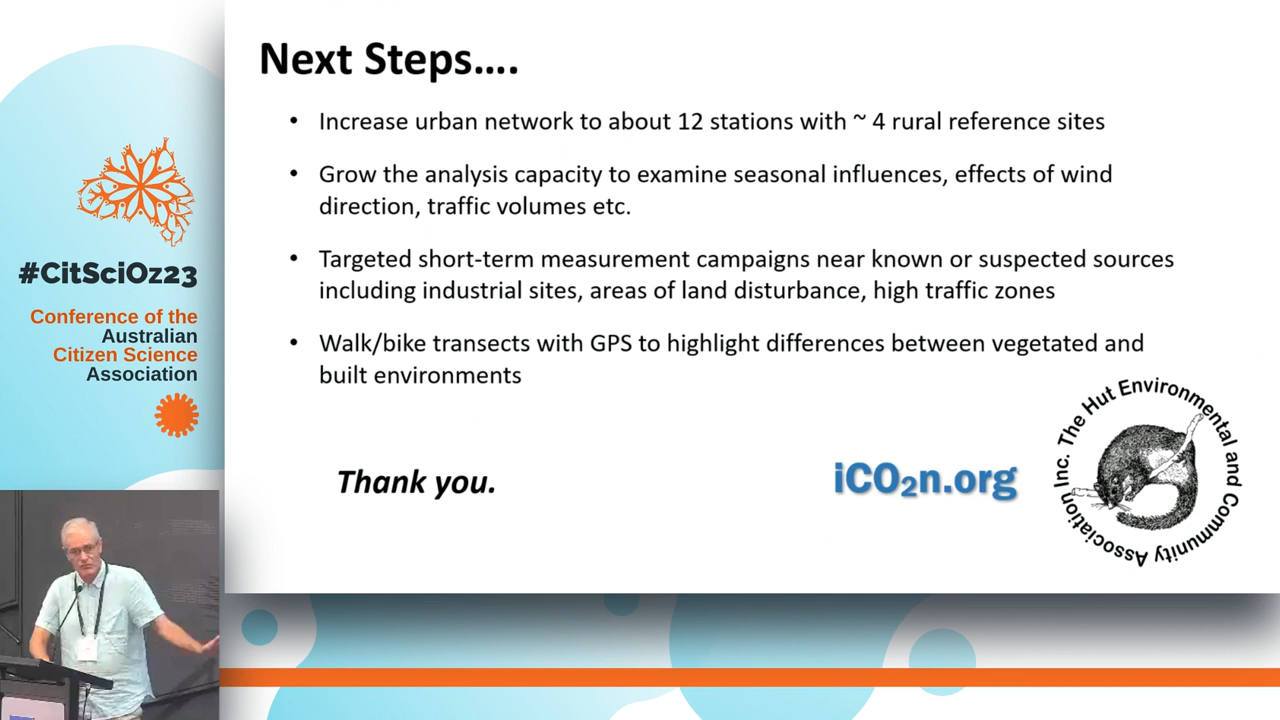 Next Steps....
• Increase urban network to about 12 stations with ~ 4 rural reference sites
• Grow the analysis capacity to examine seasonal influences, effects of wind
direction, traffic volumes etc.
• Targeted short-term measurement campaigns near known or suspected sources
including industrial sites, areas of land disturbance, high traffic zones
• Walk/bike transects with GPS to highlight differences between vegetated and
built environments
Thank you.
iCO₂n.org
The Hut Environmental and Community Association Inc.
#CitSciOz23
Conference of the
Australian
Citizen Science
Association